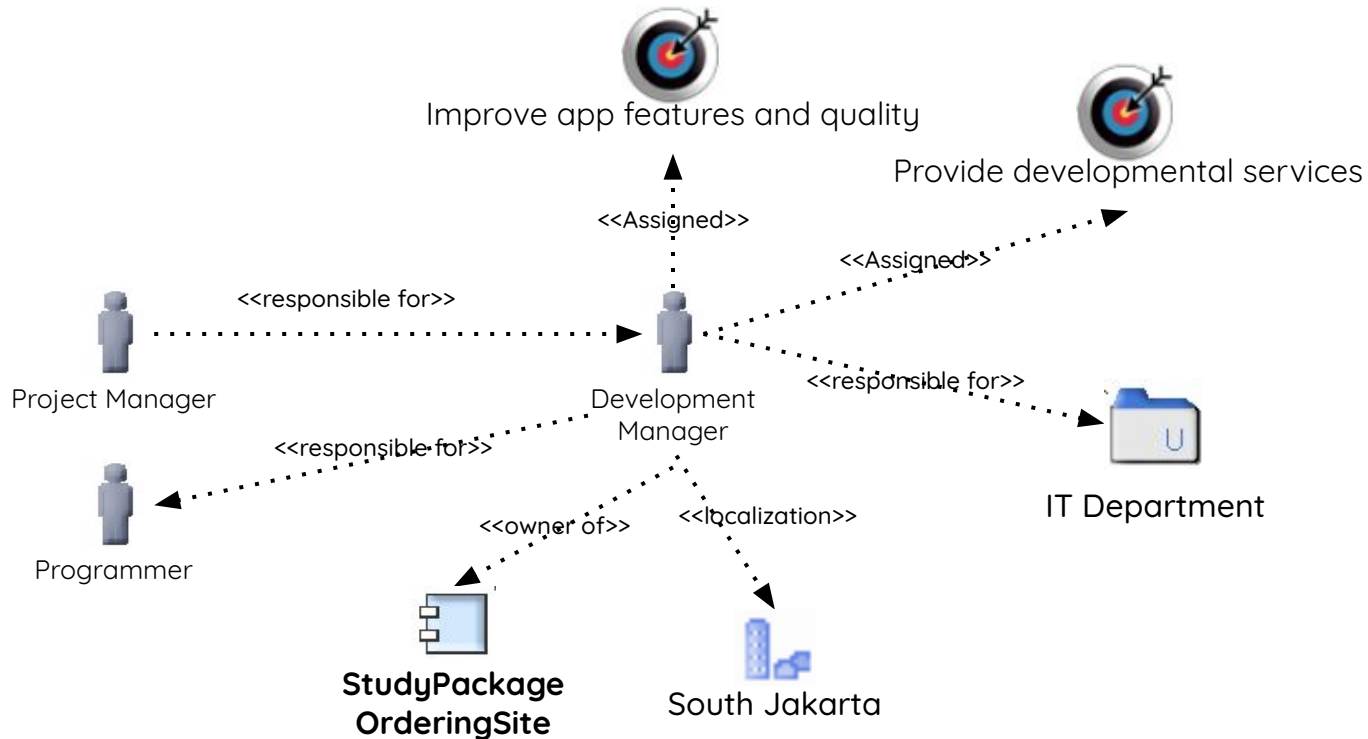 Improve app features and quality
Provide developmental services
<<Assigned>>
<<Assigned>>
<<responsible for>>
Project Manager
Development
Manager
<<responsible for>>
<<responsible for>>
U
IT Department
Programmer
<<owner of>>
<<localization>>
StudyPackage
OrderingSite
South Jakarta